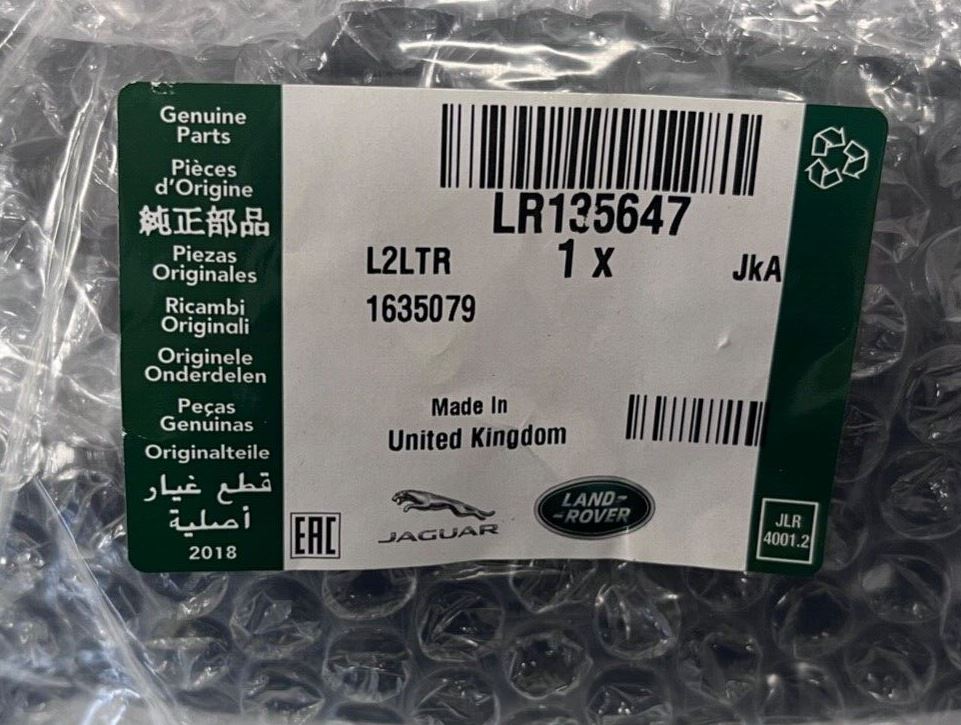 Genuine
Parts
Pièces
d'Origine
純正部品
Piezas
Originales
Ricambi
Originali
Originele
Onderdelen
Peças
Genuinas
Originalteile
قطع غيار
أصلية
2018
LR135647
L2LTR
1 x
JkA
1635079
Made In
United Kingdom
EAC
JAGUAR
LAND-
-ROVER
JLR
4001.2